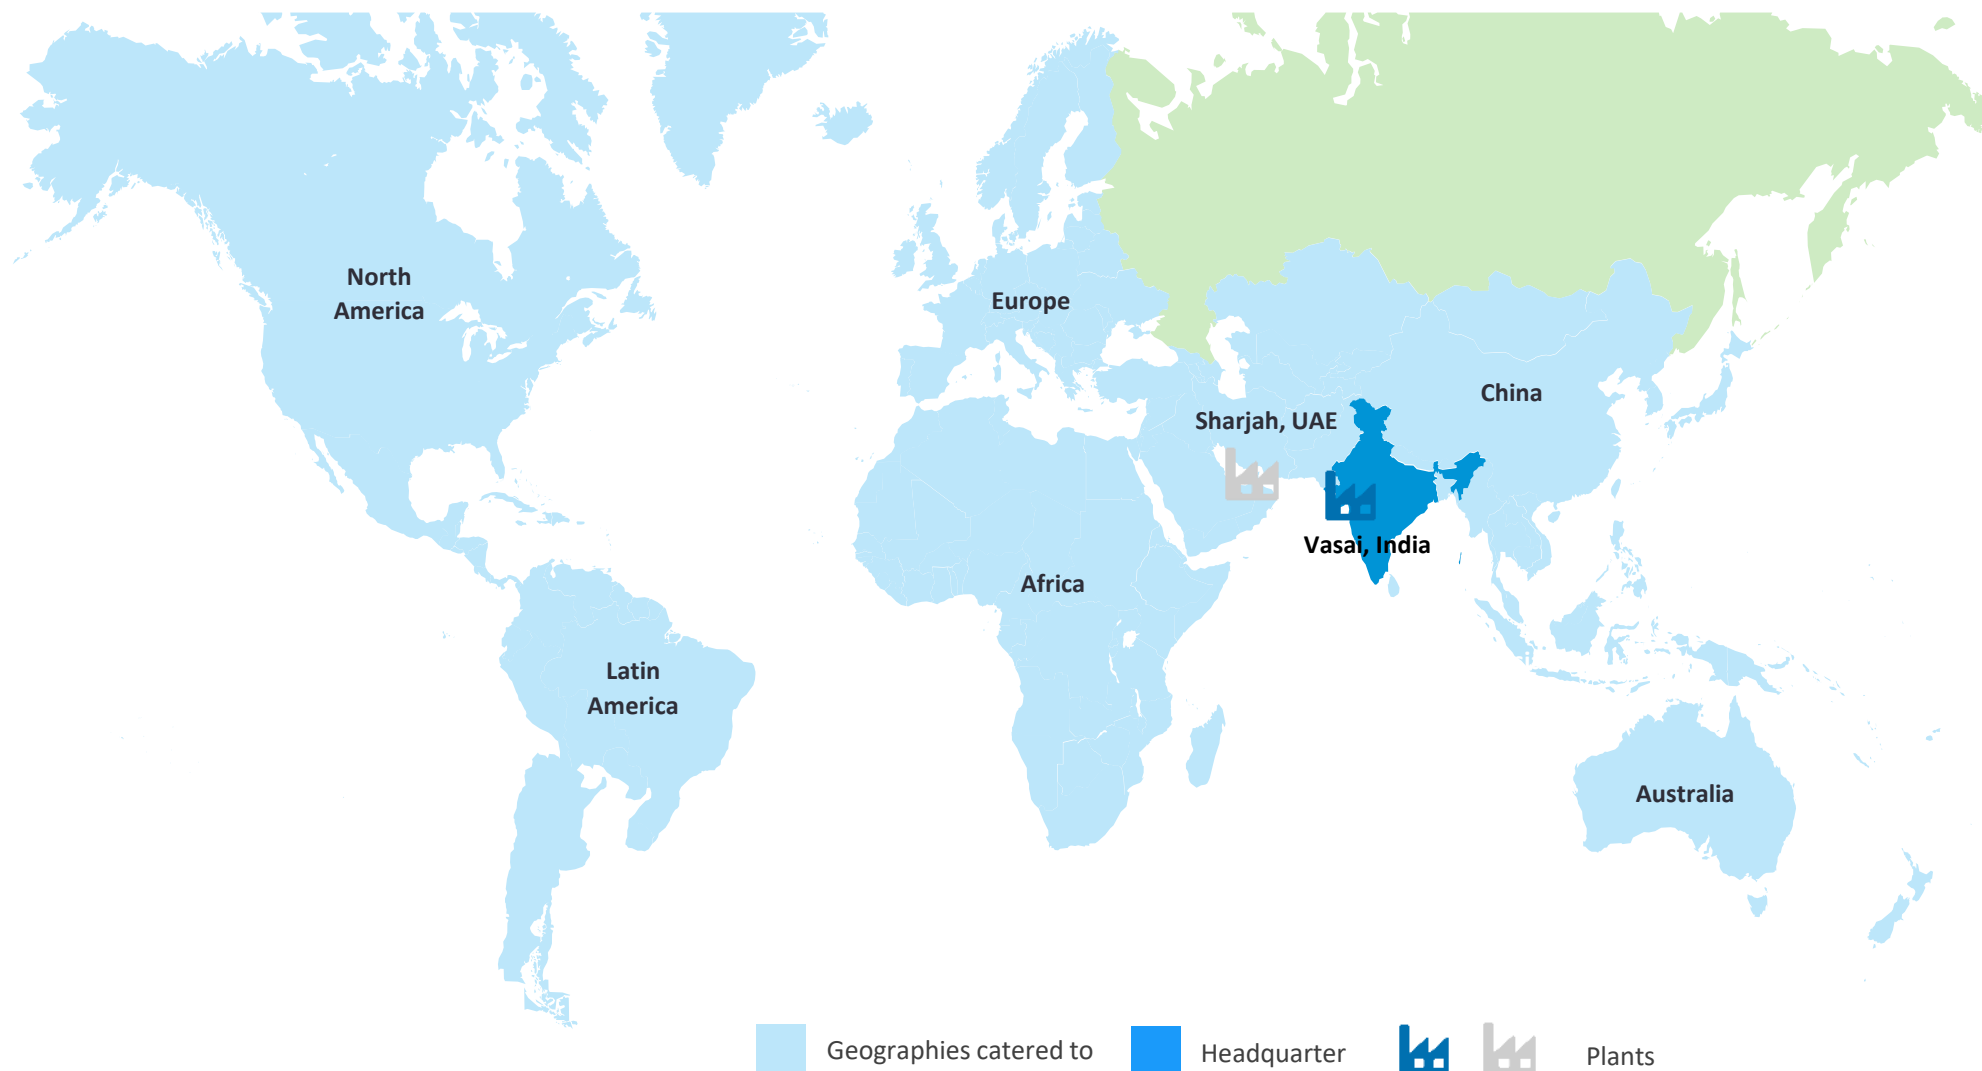 North
America
Europe
China
Sharjah, UAE
Vasai, India
Africa
Latin
America
Australia
Geographies catered to
Headquarter
Plants